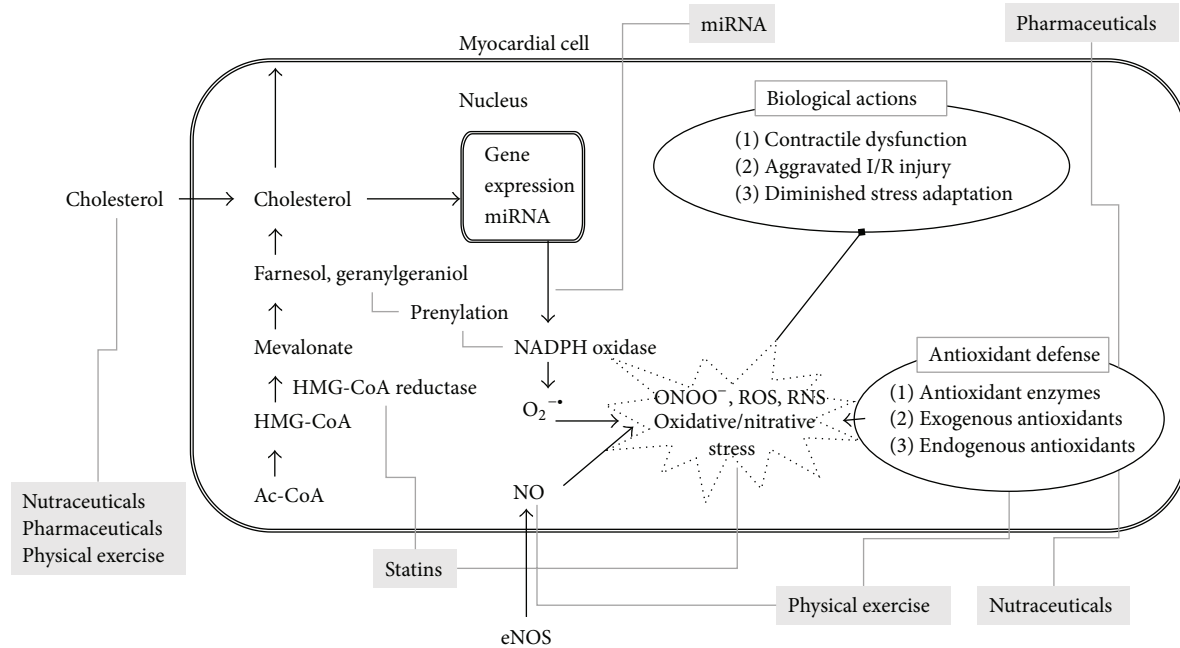 miRNA
Pharmaceuticals
Myocardial cell
Nucleus
Biological actions
(1) Contractile dysfunction
(2) Aggravated I/R injury
(3) Diminished stress adaptation
Gene
expression
miRNA
Cholesterol
Cholesterol
Farnesol, geranylgeraniol
Prenylation
Mevalonate
NADPH oxidase
Antioxidant defense
HMG-CoA reductase
(1) Antioxidant enzymes
(2) Exogenous antioxidants
(3) Endogenous antioxidants
ONOO⁻, ROS, RNS
Oxidative/nitrative
stress
O₂⁻•
HMG-CoA
Ac-CoA
NO
Nutraceuticals
Pharmaceuticals
Physical exercise
Statins
Physical exercise
Nutraceuticals
eNOS